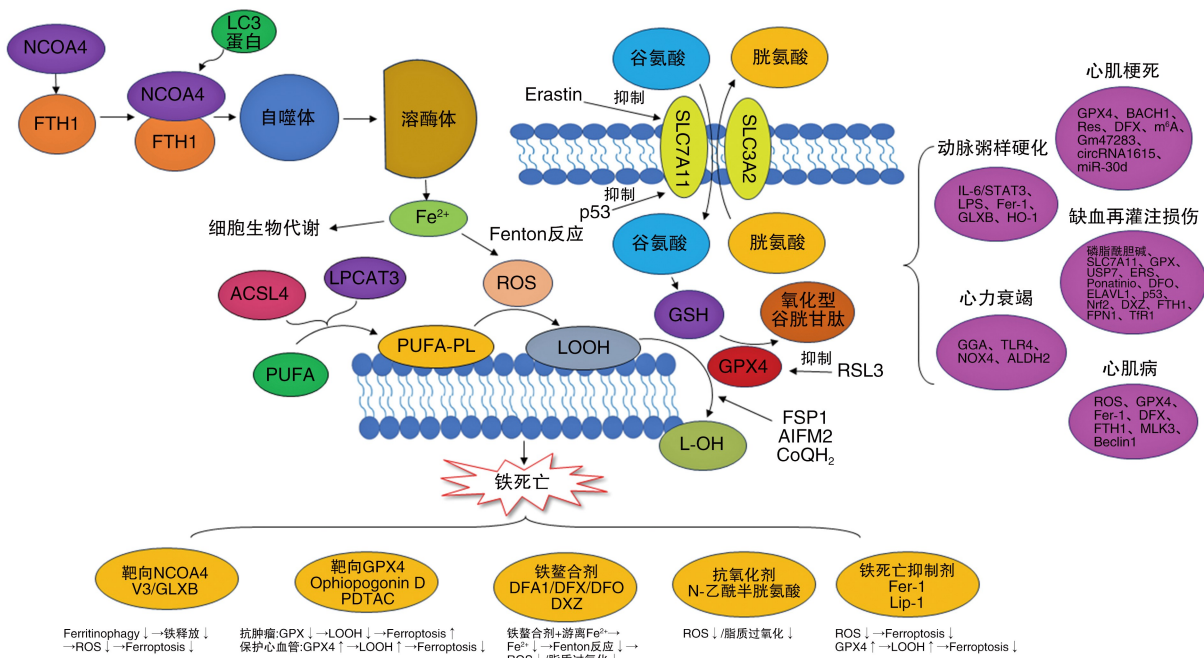 NCOA4
LC3
蛋白
NCOA4
FTH1
FTH1
自噬体
溶酶体
Fe²⁺
细胞生物代谢
Fenton反应
ROS
ACSL4
LPCAT3
PUFA
PUFA-PL
LOOH
L-OH
谷氨酸
胱氨酸
Erastin
抑制
SLC7A11
SLC3A2
抑制
p53
谷氨酸
胱氨酸
GSH
氧化型
谷胱甘肽
GPX4
抑制
RSL3
FSP1
AIFM2
CoQH₂
动脉粥样硬化
IL-6/STAT3、
LPS、Fer-1、
GLXB、HO-1
心力衰竭
GGA、TLR4、
NOX4、ALDH2
心肌梗死
GPX4、BACH1、
Res、DFX、m⁶A、
Gm47283、
circRNA1615、
miR-30d
缺血再灌注损伤
磷脂酰胆碱、
SLC7A11、GPX、
USP7、ERS、
Ponatinio、DFO、
ELAVL1、p53、
Nrf2、DXZ、FTH1、
FPN1、TfR1
心肌病
ROS、GPX4、
Fer-1、DFX、
FTH1、MLK3、
Beclin1
铁死亡
靶向NCOA4
V3/GLXB
Ferritinophagy↓→铁释放↓
→ROS↓→Ferroptosis↓
靶向GPX4
Ophiopogonin D
PDTAC
抗肿瘤:GPX↓→LOOH↓→Ferroptosis↑
保护心血管:GPX4↑→LOOH↑→Ferroptosis↓
铁螯合剂
DFA1/DFX/DFO
DXZ
铁螯合剂+游离Fe²⁺→
Fe²⁺↓→Fenton反应↓→
ROS↓/脂质过氧化↓
抗氧化剂
N-乙酰半胱氨酸
ROS↓/脂质过氧化↓
铁死亡抑制剂
Fer-1
Lip-1
ROS↓→Ferroptosis↓
GPX4↑→LOOH↑→Ferroptosis↓